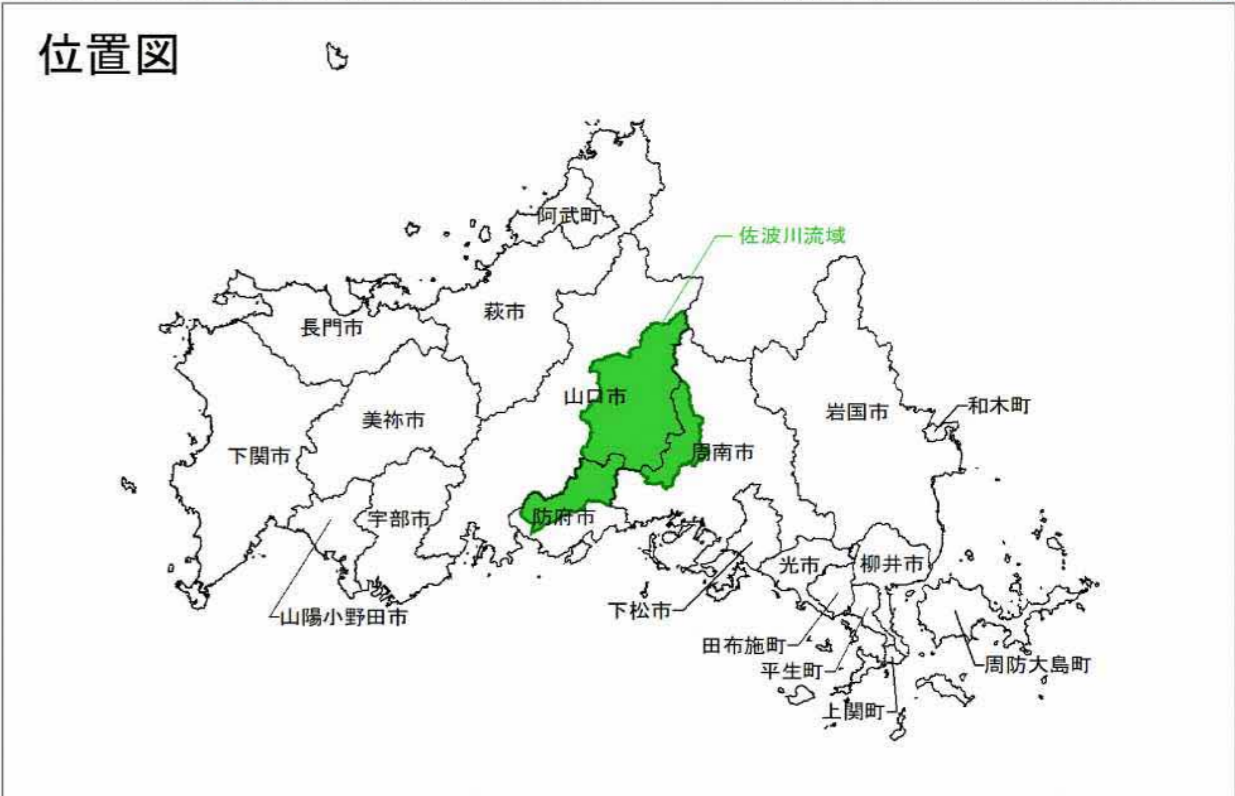 位置図
阿武町
佐波川流域
萩市
長門市
山口市
岩国市
和木町
美祢市
下関市
周南市
宇部市
防府市
光市
柳井市
下松市
山陽小野田市
田布施町
平生町
周防大島町
上関町